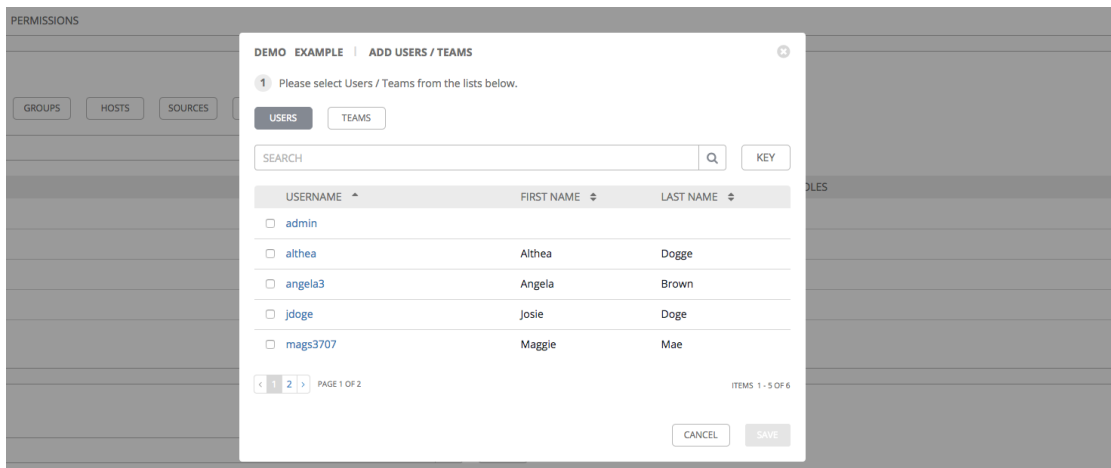 PERMISSIONS
DEMO EXAMPLE | ADD USERS / TEAMS
1 Please select Users / Teams from the lists below.
GROUPS HOSTS SOURCES
USERS TEAMS
SEARCH KEY
USERNAME FIRST NAME LAST NAME
admin
althea Althea Dogge
angela3 Angela Brown
jdoge Josie Doge
mags3707 Maggie Mae
< 1 2 > PAGE 1 OF 2 ITEMS 1 - 5 OF 6
CANCEL SAVE